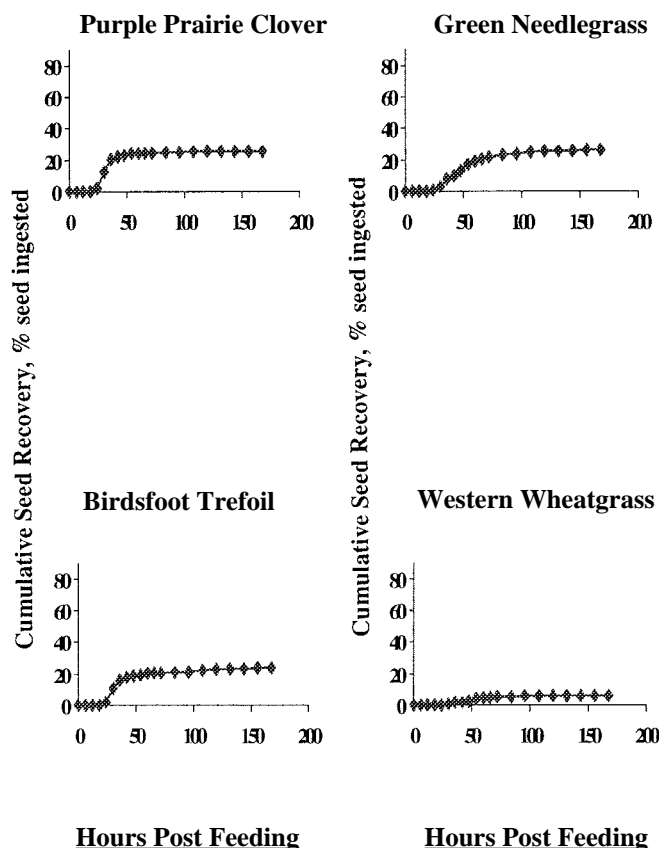 Purple Prairie Clover
80
60
40
20
0
0 50 100 150 200
Green Needlegrass
80
60
40
20
0
0 50 100 150 200
Cumulative Seed Recovery, % seed ingested
Cumulative Seed Recovery, % seed ingested
Birdsfoot Trefoil
80
60
40
20
0
0 50 100 150 200
Western Wheatgrass
80
60
40
20
0
0 50 100 150 200
Hours Post Feeding
Hours Post Feeding